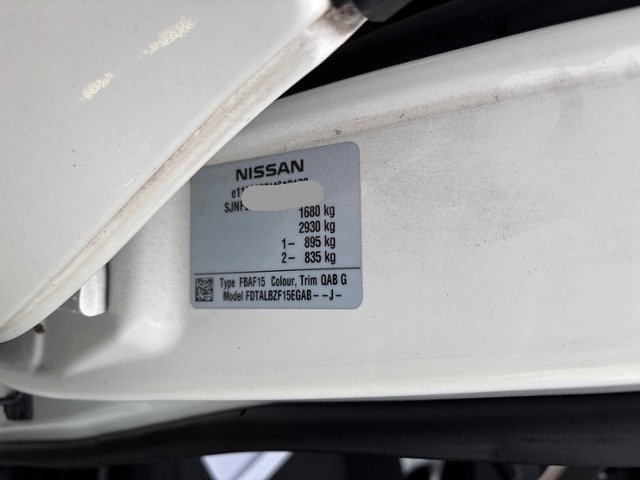 NISSAN
1680 kg
2930 kg
1- 895 kg
2- 835 kg
Type FBAF15 Colour, Trim QAB G
Model FDTALBZF15EGAB--J-